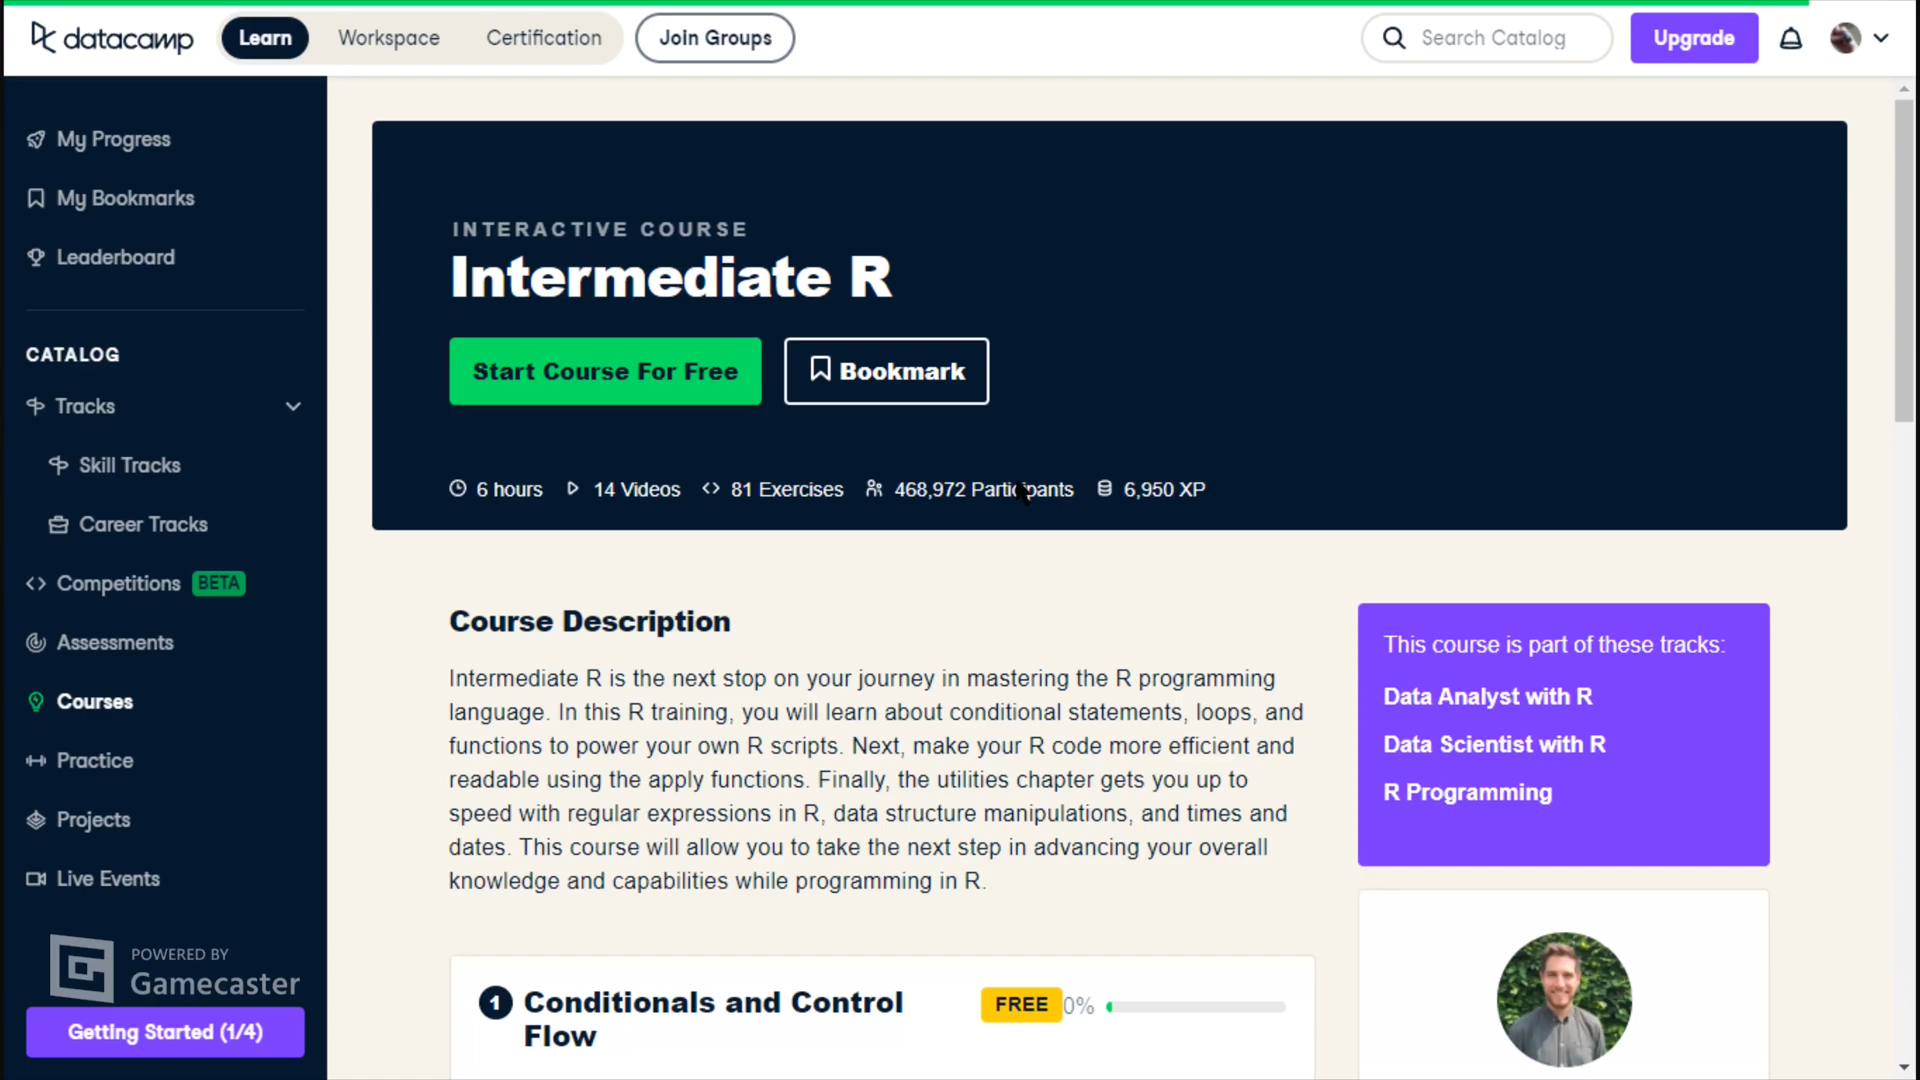 datacamp
Learn
Workspace
Certification
Join Groups
Search Catalog
Upgrade
My Progress
My Bookmarks
Leaderboard
CATALOG
Tracks
Skill Tracks
Career Tracks
Competitions BETA
Assessments
Courses
Practice
Projects
Live Events
POWERED BY
Gamecaster
Getting Started (1/4)
INTERACTIVE COURSE
Intermediate R
Start Course For Free
Bookmark
6 hours 14 Videos 81 Exercises 468,972 Participants 6,950 XP
Course Description
Intermediate R is the next stop on your journey in mastering the R programming
language. In this R training, you will learn about conditional statements, loops, and
functions to power your own R scripts. Next, make your R code more efficient and
readable using the apply functions. Finally, the utilities chapter gets you up to
speed with regular expressions in R, data structure manipulations, and times and
dates. This course will allow you to take the next step in advancing your overall
knowledge and capabilities while programming in R.
This course is part of these tracks:
Data Analyst with R
Data Scientist with R
R Programming
1 Conditionals and Control
Flow
FREE 0%